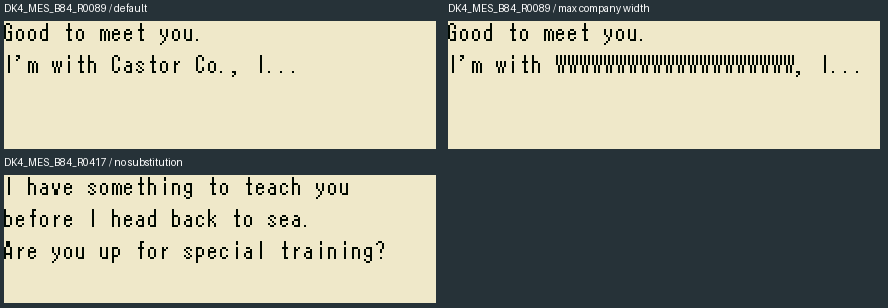 DK4_MES_B84_R0089 / default
Good to meet you.
I'm with Castor Co., I...
DK4_MES_B84_R0089 / max company width
Good to meet you.
I'm with WWWWWWWWWWWWWWWWWWWW, I...
DK4_MES_B84_R0417 / no substitution
I have something to teach you
before I head back to sea.
Are you up for special training?